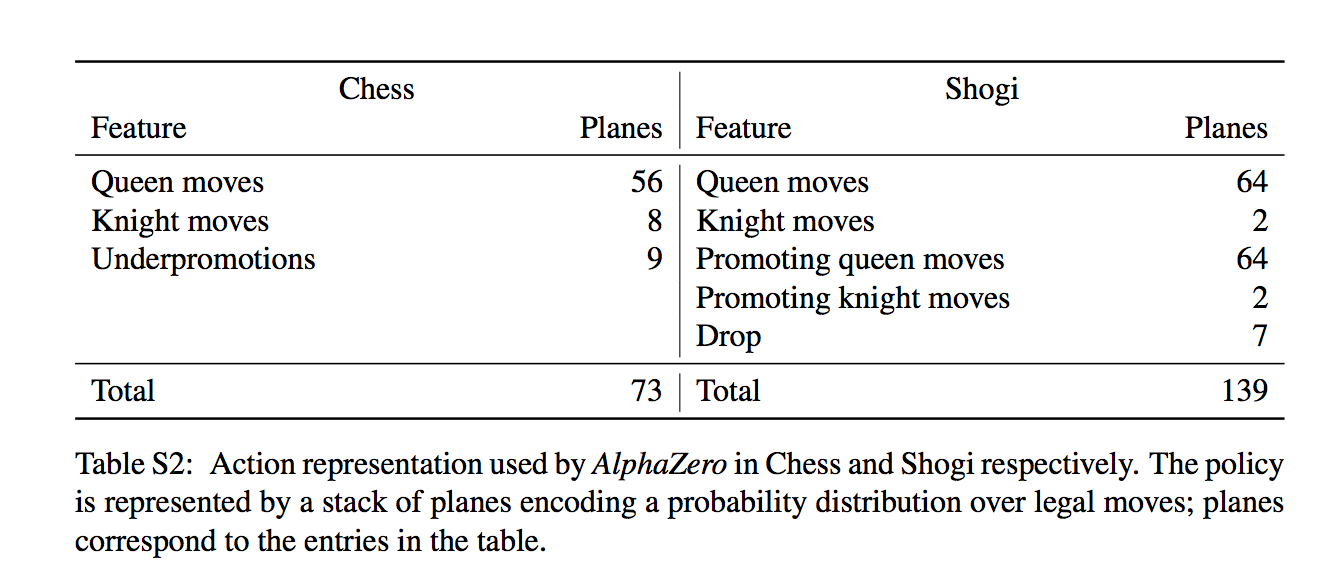 Chess Shogi
Feature Planes Feature Planes
Queen moves 56 Queen moves 64
Knight moves 8 Knight moves 2
Underpromotions 9 Promoting queen moves 64
Promoting knight moves 2
Drop 7
Total 73 Total 139
Table S2: Action representation used by AlphaZero in Chess and Shogi respectively. The policy
is represented by a stack of planes encoding a probability distribution over legal moves; planes
correspond to the entries in the table.